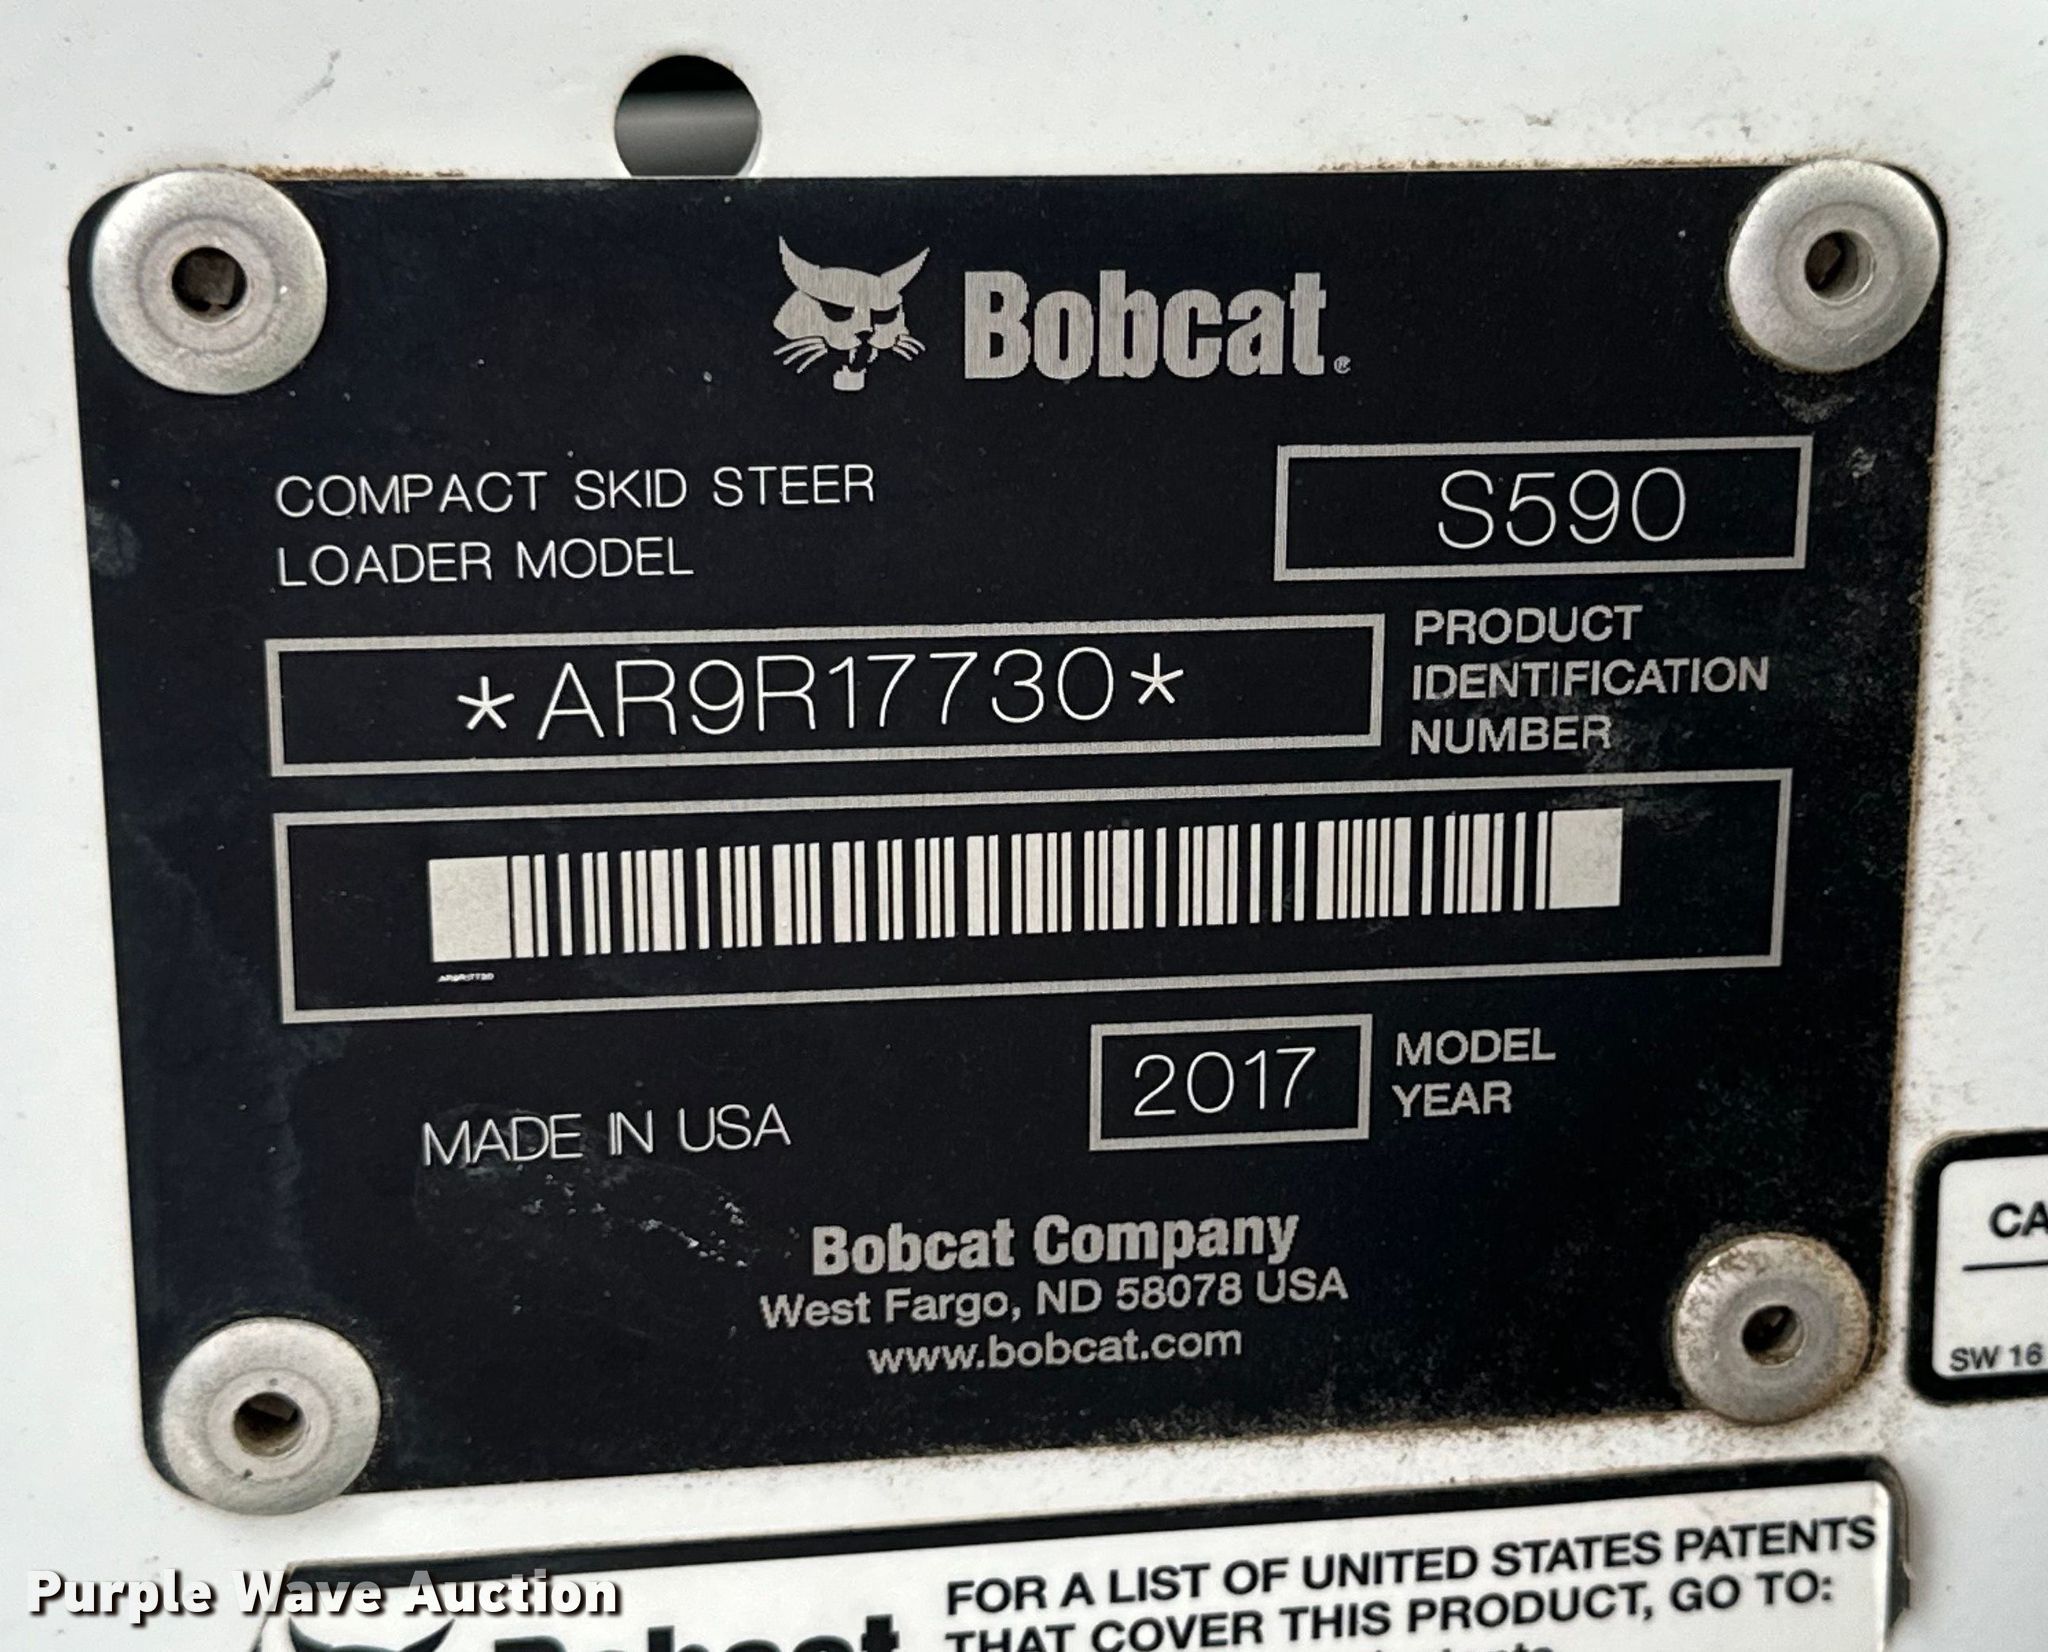 Bobcat®
COMPACT SKID STEER
LOADER MODEL
S590
*AR9R17730*
PRODUCT
IDENTIFICATION
NUMBER
AR9R17730
MADE IN USA
2017
MODEL
YEAR
Bobcat Company
West Fargo, ND 58078 USA
www.bobcat.com
CA
SW 16
FOR A LIST OF UNITED STATES PATENTS
THAT COVER THIS PRODUCT, GO TO:
Bobcat
Purple Wave Auction